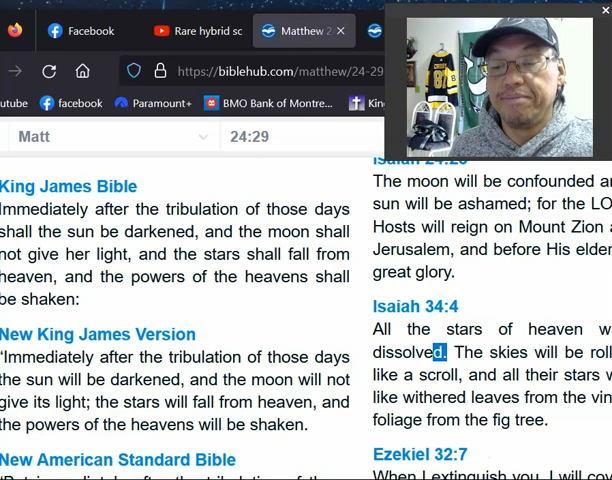 Facebook
Rare hybrid sc
Matthew 2
https://biblehub.com/matthew/24-29
utube
facebook
Paramount+
BMO Bank of Montre...
Kin
Matt
24:29
King James Bible
Immediately after the tribulation of those days
shall the sun be darkened, and the moon shall
not give her light, and the stars shall fall from
heaven, and the powers of the heavens shall
be shaken:
New King James Version
“Immediately after the tribulation of those days
the sun will be darkened, and the moon will not
give its light; the stars will fall from heaven, and
the powers of the heavens will be shaken.
New American Standard Bible
The moon will be confounded an
sun will be ashamed; for the LO
Hosts will reign on Mount Zion a
Jerusalem, and before His elder
great glory.
Isaiah 34:4
All the stars of heaven w
dissolved. The skies will be roll
like a scroll, and all their stars w
like withered leaves from the vin
foliage from the fig tree.
Ezekiel 32:7
When I extinguish you, I will cov